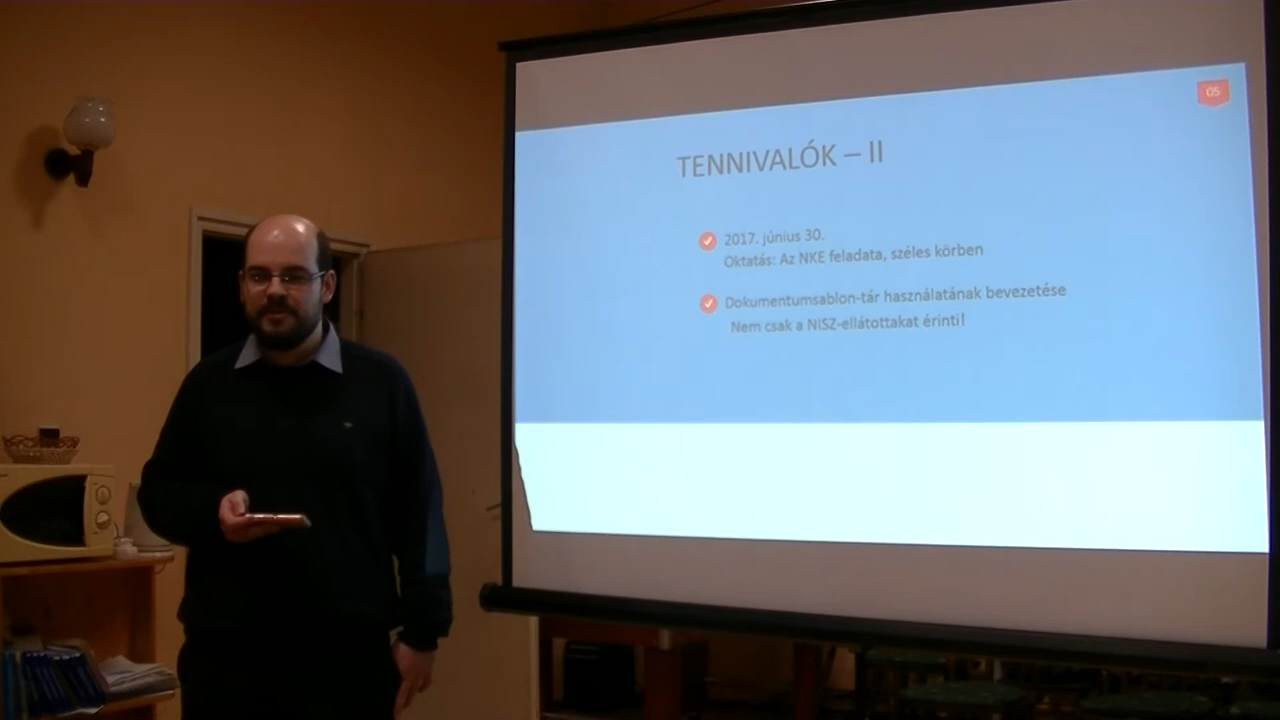 05
TENNIVALÓK – II
2017. június 30.
Oktatás: Az NKE feladata, széles körben
Dokumentumsablon-tár használatának bevezetése
Nem csak a NISZ-ellátottakat érinti!